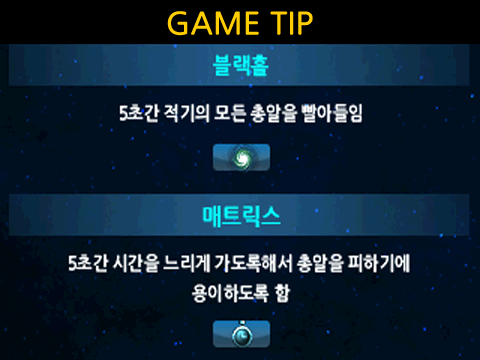 GAME TIP
블랙홀
5초간 적기의 모든 총알을 빨아들임
매트릭스
5초간 시간을 느리게 가도록해서 총알을 피하기에
용이하도록 함